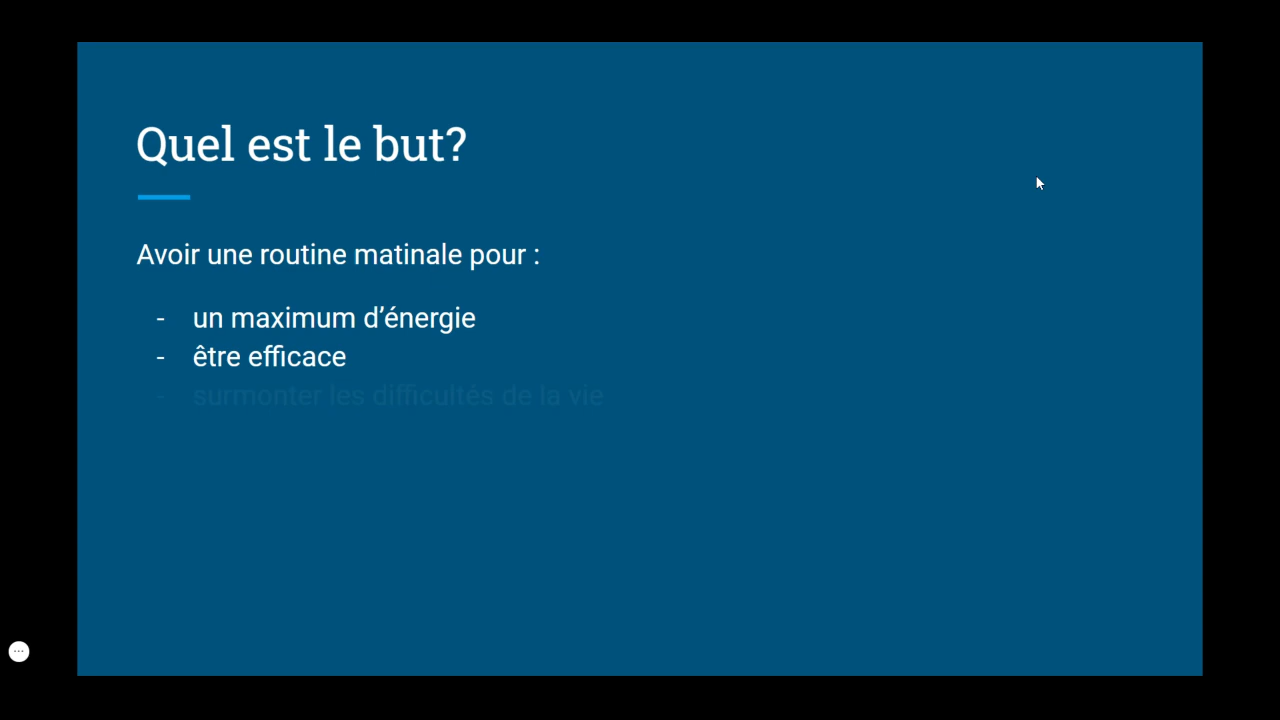 Quel est le but?
Avoir une routine matinale pour :
- un maximum d’énergie
- être efficace
- surmonter les difficultés de la vie